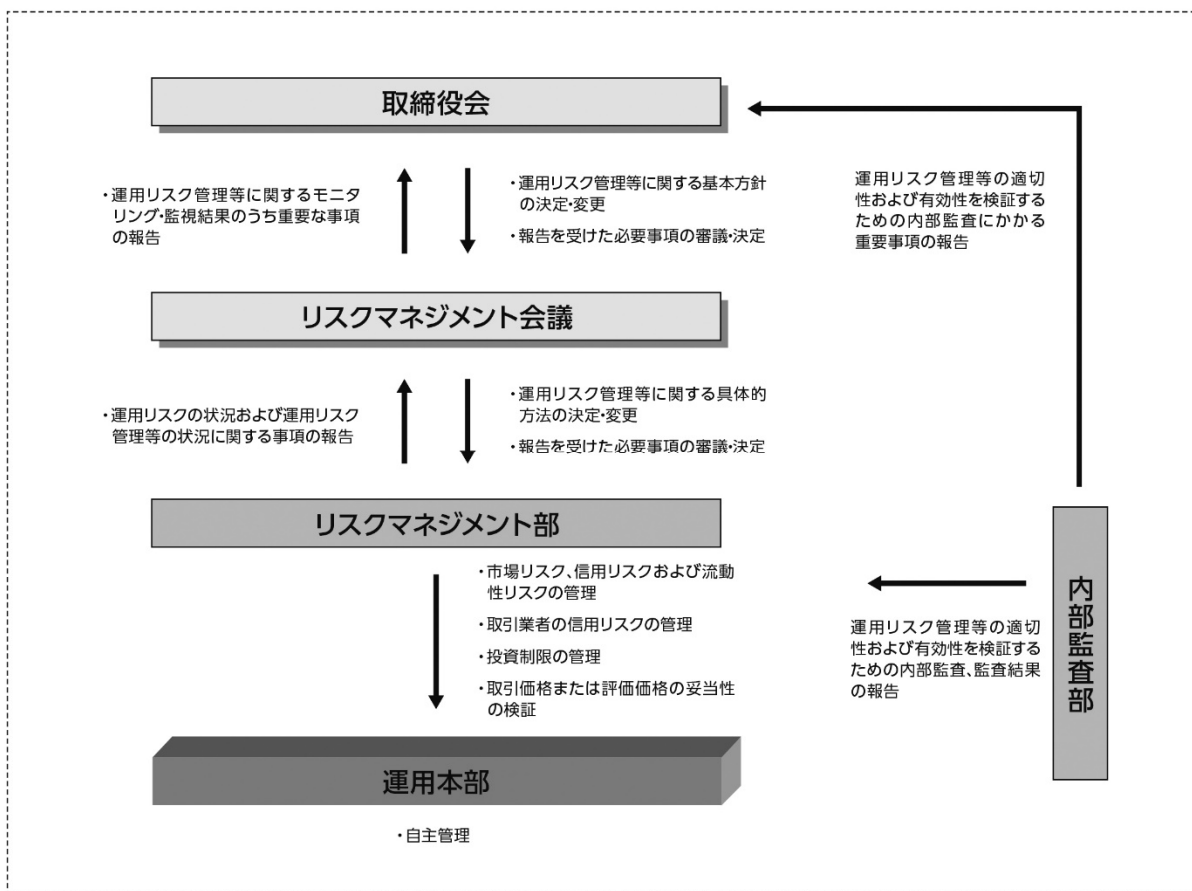 取締役会
・運用リスク管理等に関するモニタ
リング・監視結果のうち重要な事項
の報告
・運用リスク管理等に関する基本方針
の決定・変更
・報告を受けた必要事項の審議・決定
運用リスク管理等の適切
性および有効性を検証する
ための内部監査にかかる
重要事項の報告
リスクマネジメント会議
・運用リスクの状況および運用リスク
管理等の状況に関する事項の報告
・運用リスク管理等に関する具体的
方法の決定・変更
・報告を受けた必要事項の審議・決定
リスクマネジメント部
・市場リスク、信用リスクおよび流動
性リスクの管理
・取引業者の信用リスクの管理
・投資制限の管理
・取引価格または評価価格の妥当性
の検証
運用リスク管理等の適切
性および有効性を検証する
ための内部監査、監査結果
の報告
内部監査部
運用本部
・自主管理